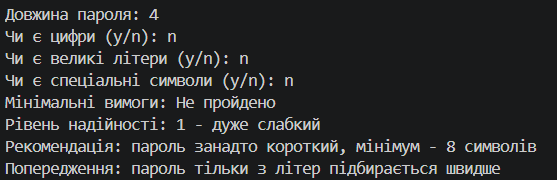 Довжина пароля: 4
Чи є цифри (y/n): n
Чи є великі літери (y/n): n
Чи є спеціальні символи (y/n): n
Мінімальні вимоги: Не пройдено
Рівень надійності: 1 - дуже слабкий
Рекомендація: пароль занадто короткий, мінімум - 8 символів
Попередження: пароль тільки з літер підбирається швидше